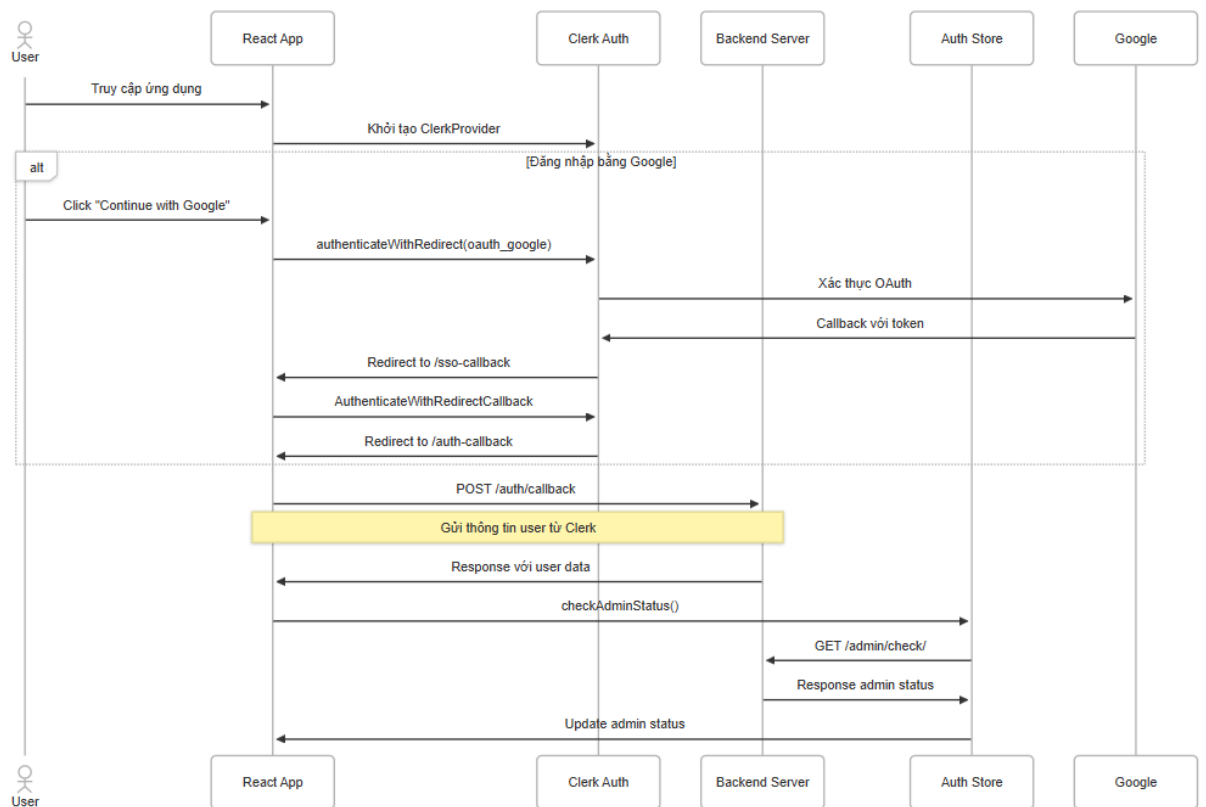 User
React App
Clerk Auth
Backend Server
Auth Store
Google
Truy cập ứng dụng
Khởi tạo ClerkProvider
alt
[Đăng nhập bằng Google]
Click "Continue with Google"
authenticateWithRedirect(oauth_google)
Xác thực OAuth
Callback với token
Redirect to /sso-callback
AuthenticateWithRedirectCallback
Redirect to /auth-callback
POST /auth/callback
Gửi thông tin user từ Clerk
Response với user data
checkAdminStatus()
GET /admin/check/
Response admin status
Update admin status
User
React App
Clerk Auth
Backend Server
Auth Store
Google